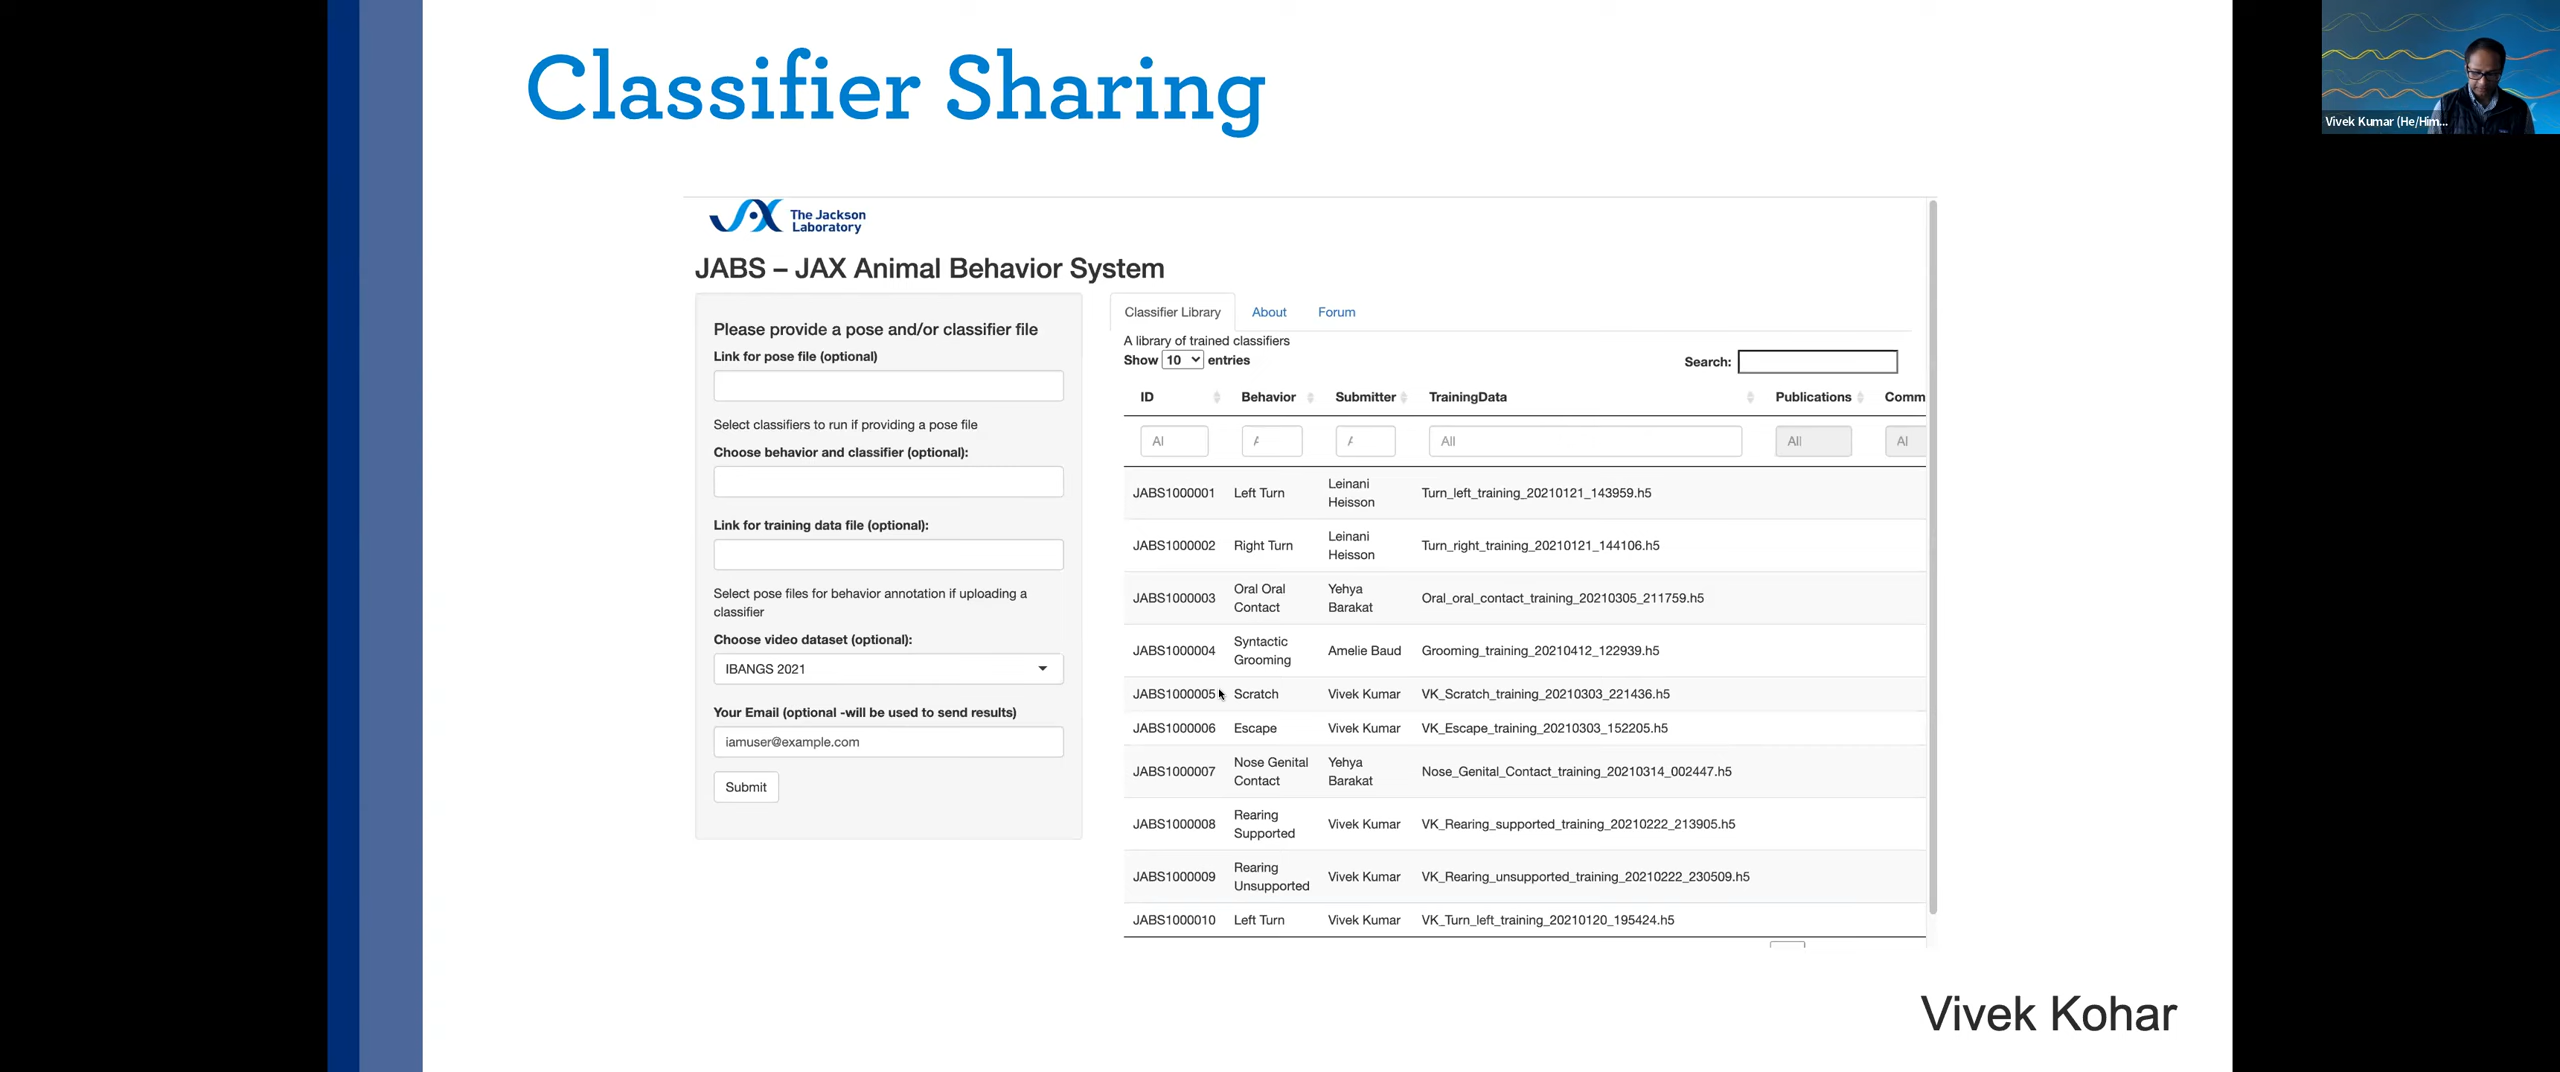 Classifier Sharing
Vivek Kumar (He/Him...
The Jackson
Laboratory
JABS – JAX Animal Behavior System
Please provide a pose and/or classifier file
Link for pose file (optional)
Select classifiers to run if providing a pose file
Choose behavior and classifier (optional):
Link for training data file (optional):
Select pose files for behavior annotation if uploading a
classifier
Choose video dataset (optional):
IBANGS 2021
Your Email (optional -will be used to send results)
iamuser@example.com
Submit
Classifier Library About Forum
A library of trained classifiers
Show 10 entries
Search:
ID Behavior Submitter TrainingData Publications Comm
Al A A All All Al
JABS1000001 Left Turn Leinani
Heisson Turn_left_training_20210121_143959.h5
JABS1000002 Right Turn Leinani
Heisson Turn_right_training_20210121_144106.h5
JABS1000003 Oral Oral
Contact Yehya
Barakat Oral_oral_contact_training_20210305_211759.h5
JABS1000004 Syntactic
Grooming Amelie Baud Grooming_training_20210412_122939.h5
JABS1000005 Scratch Vivek Kumar VK_Scratch_training_20210303_221436.h5
JABS1000006 Escape Vivek Kumar VK_Escape_training_20210303_152205.h5
JABS1000007 Nose Genital
Contact Yehya
Barakat Nose_Genital_Contact_training_20210314_002447.h5
JABS1000008 Rearing
Supported Vivek Kumar VK_Rearing_supported_training_20210222_213905.h5
JABS1000009 Rearing
Unsupported Vivek Kumar VK_Rearing_unsupported_training_20210222_230509.h5
JABS1000010 Left Turn Vivek Kumar VK_Turn_left_training_20210120_195424.h5
Vivek Kohar